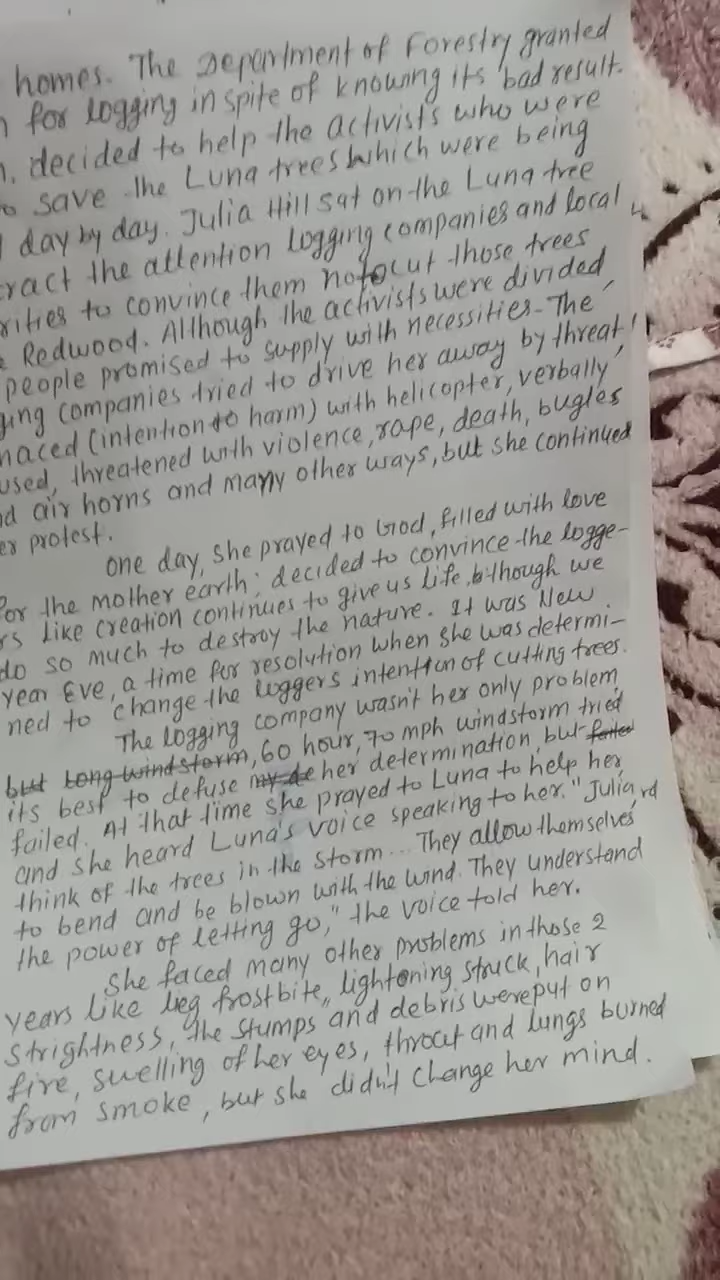 homes. The Department of Forestry granted
for logging inspite of knowing its bad result.
decided to help the activists who were
save the Luna trees which were being
day by day. Julia Hill sat on the Luna tree
ract the attention logging companies and local
rities to convince them not to cut those trees
Redwood. Although the activists were divided,
people promised to supply with necessities. The
ging companies tried to drive her away by threat!
naced (intention to harm) with helicopter, verbally,
used, threatened with violence, rape, death, bugles
nd air horns and many other ways, but she continued
er protest.
one day, she prayed to God, filled with love
For the mother earth; decided to convince the logge-
rs like creation continues to give us life, although we
do so much to destroy the nature. It was New
year Eve, a time for resolution when she was determi-
ned to change the loggers intention of cutting trees.
The logging company wasn't her only problem
but Long windstorm, 60 hour, 70 mph windstorm tried
its best to defuse her determination, but failed
failed. At that time she prayed to Luna to help her,
and she heard Luna's voice speaking to her. "Julia,
think of the trees in the storm... They allow themselves
to bend and be blown with the wind. They understand
the power of letting go," the voice told her.
She faced many other problems in those 2
years like leg frostbite, lightening struck, hair
strightness, the stumps and debris were put on
fire, swelling of her eyes, throat and lungs burned
from smoke, but she didn't change her mind.